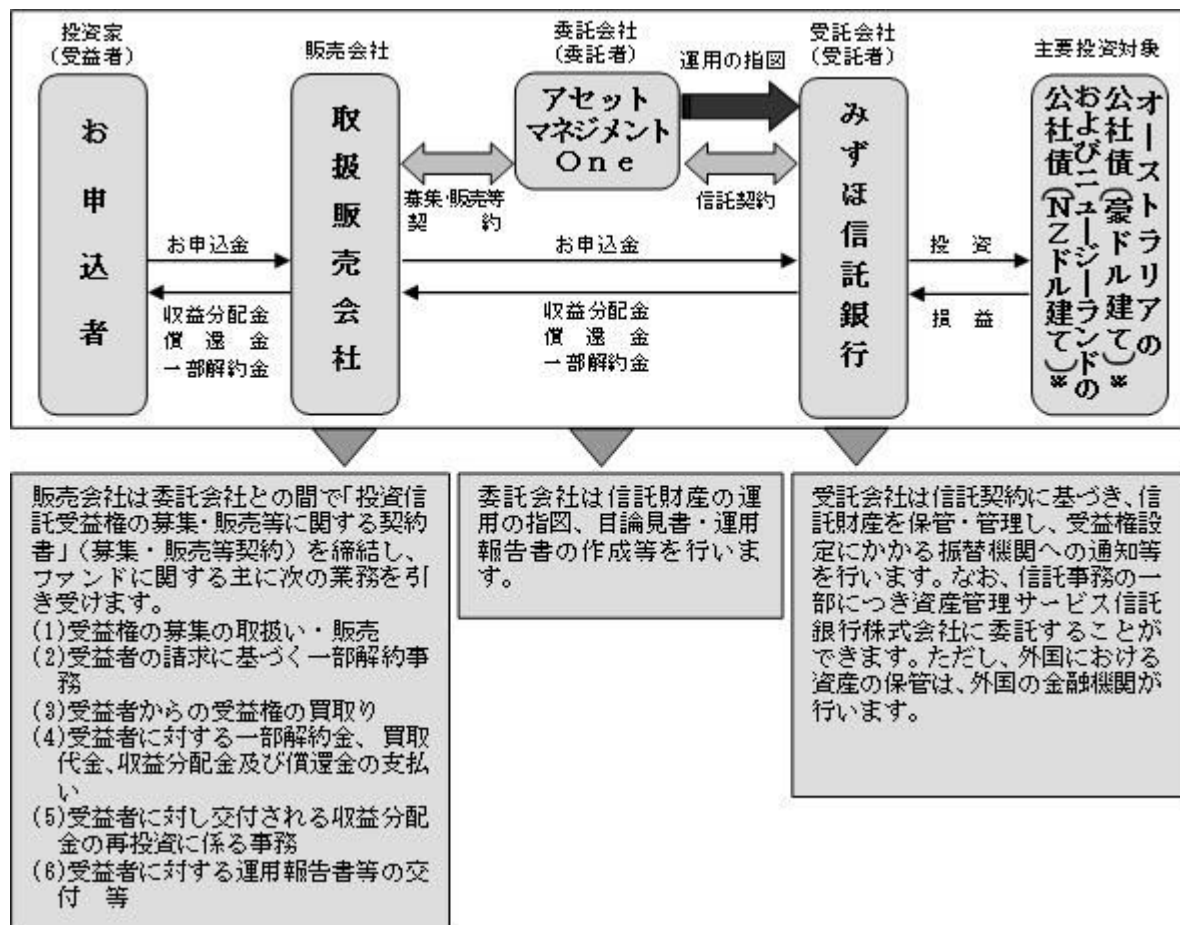 投資家
(受益者)
お申込者
販売会社
取扱販売会社
委託会社
(委託者)
アセット
マネジメント
One
運用の指図
受託会社
(受託者)
みずほ信託銀行
主要投資対象
オーストラリアの
公社債(豪ドル建て)※
およびニュージーランドの
公社債(NZドル建て)※
募集・販売等
契約
信託契約
お申込金
収益分配金
償還金
一部解約金
お申込金
収益分配金
償還金
一部解約金
投資
損益
販売会社は委託会社との間で「投資信
託受益権の募集・販売等に関する契約
書」(募集・販売等契約)を締結し、
ファンドに関する主に次の業務を引
き受けます。
(1)受益権の募集の取扱い・販売
(2)受益者の請求に基づく一部解約事
務
(3)受益者からの受益権の買取り
(4)受益者に対する一部解約金、買取
代金、収益分配金及び償還金の支払
い
(5)受益者に対し交付される収益分配
金の再投資に係る事務
(6)受益者に対する運用報告書等の交
付 等
委託会社は信託財産の運
用の指図、目論見書・運用
報告書の作成等を行いま
す。
受託会社は信託契約に基づき、信
託財産を保管・管理し、受益権設
定にかかる振替機関への通知等
を行います。なお、信託事務の一
部につき資産管理サービス信託
銀行株式会社に委託することが
できます。ただし、外国における
資産の保管は、外国の金融機関が
行います。